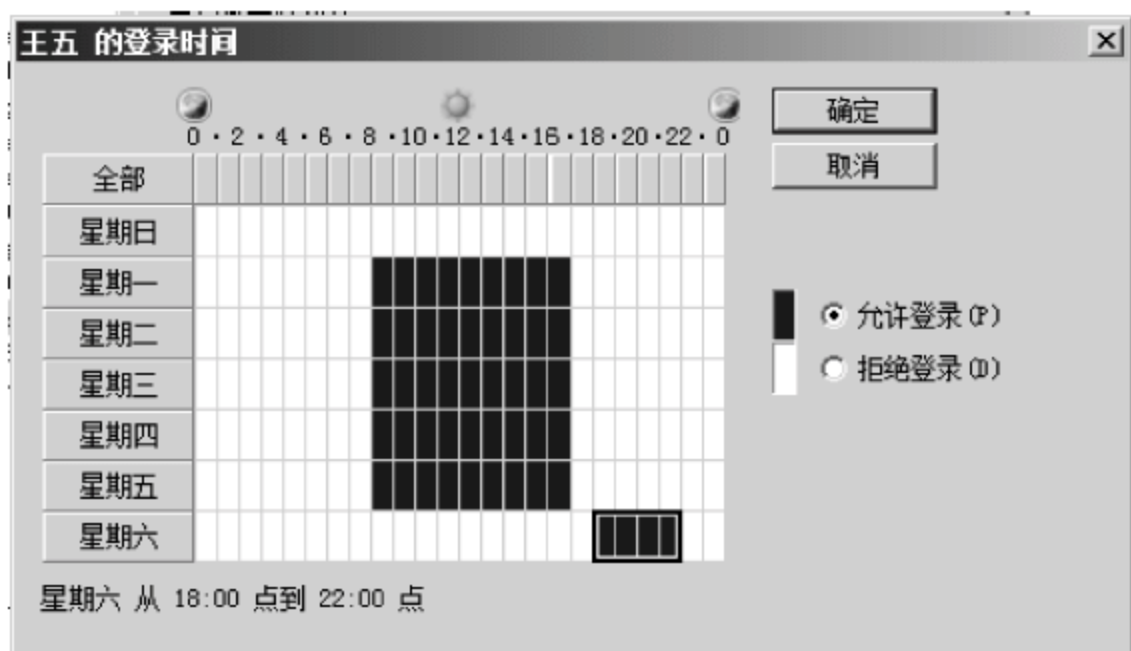 王五 的登录时间
确定
0 · 2 · 4 · 6 · 8 · 10 · 12 · 14 · 16 · 18 · 20 · 22 · 0
取消
全部
星期日
星期一
允许登录(P)
星期二
拒绝登录(D)
星期三
星期四
星期五
星期六
星期六 从 18:00 点到 22:00 点